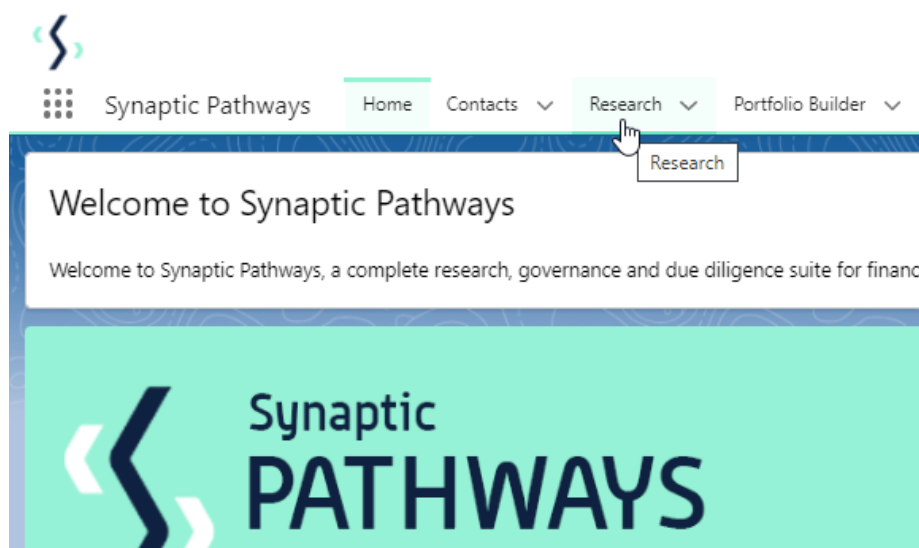 Synaptic Pathways Home Contacts Research Portfolio Builder
Research
Welcome to Synaptic Pathways
Welcome to Synaptic Pathways, a complete research, governance and due diligence suite for financ
Synaptic
PATHWAYS